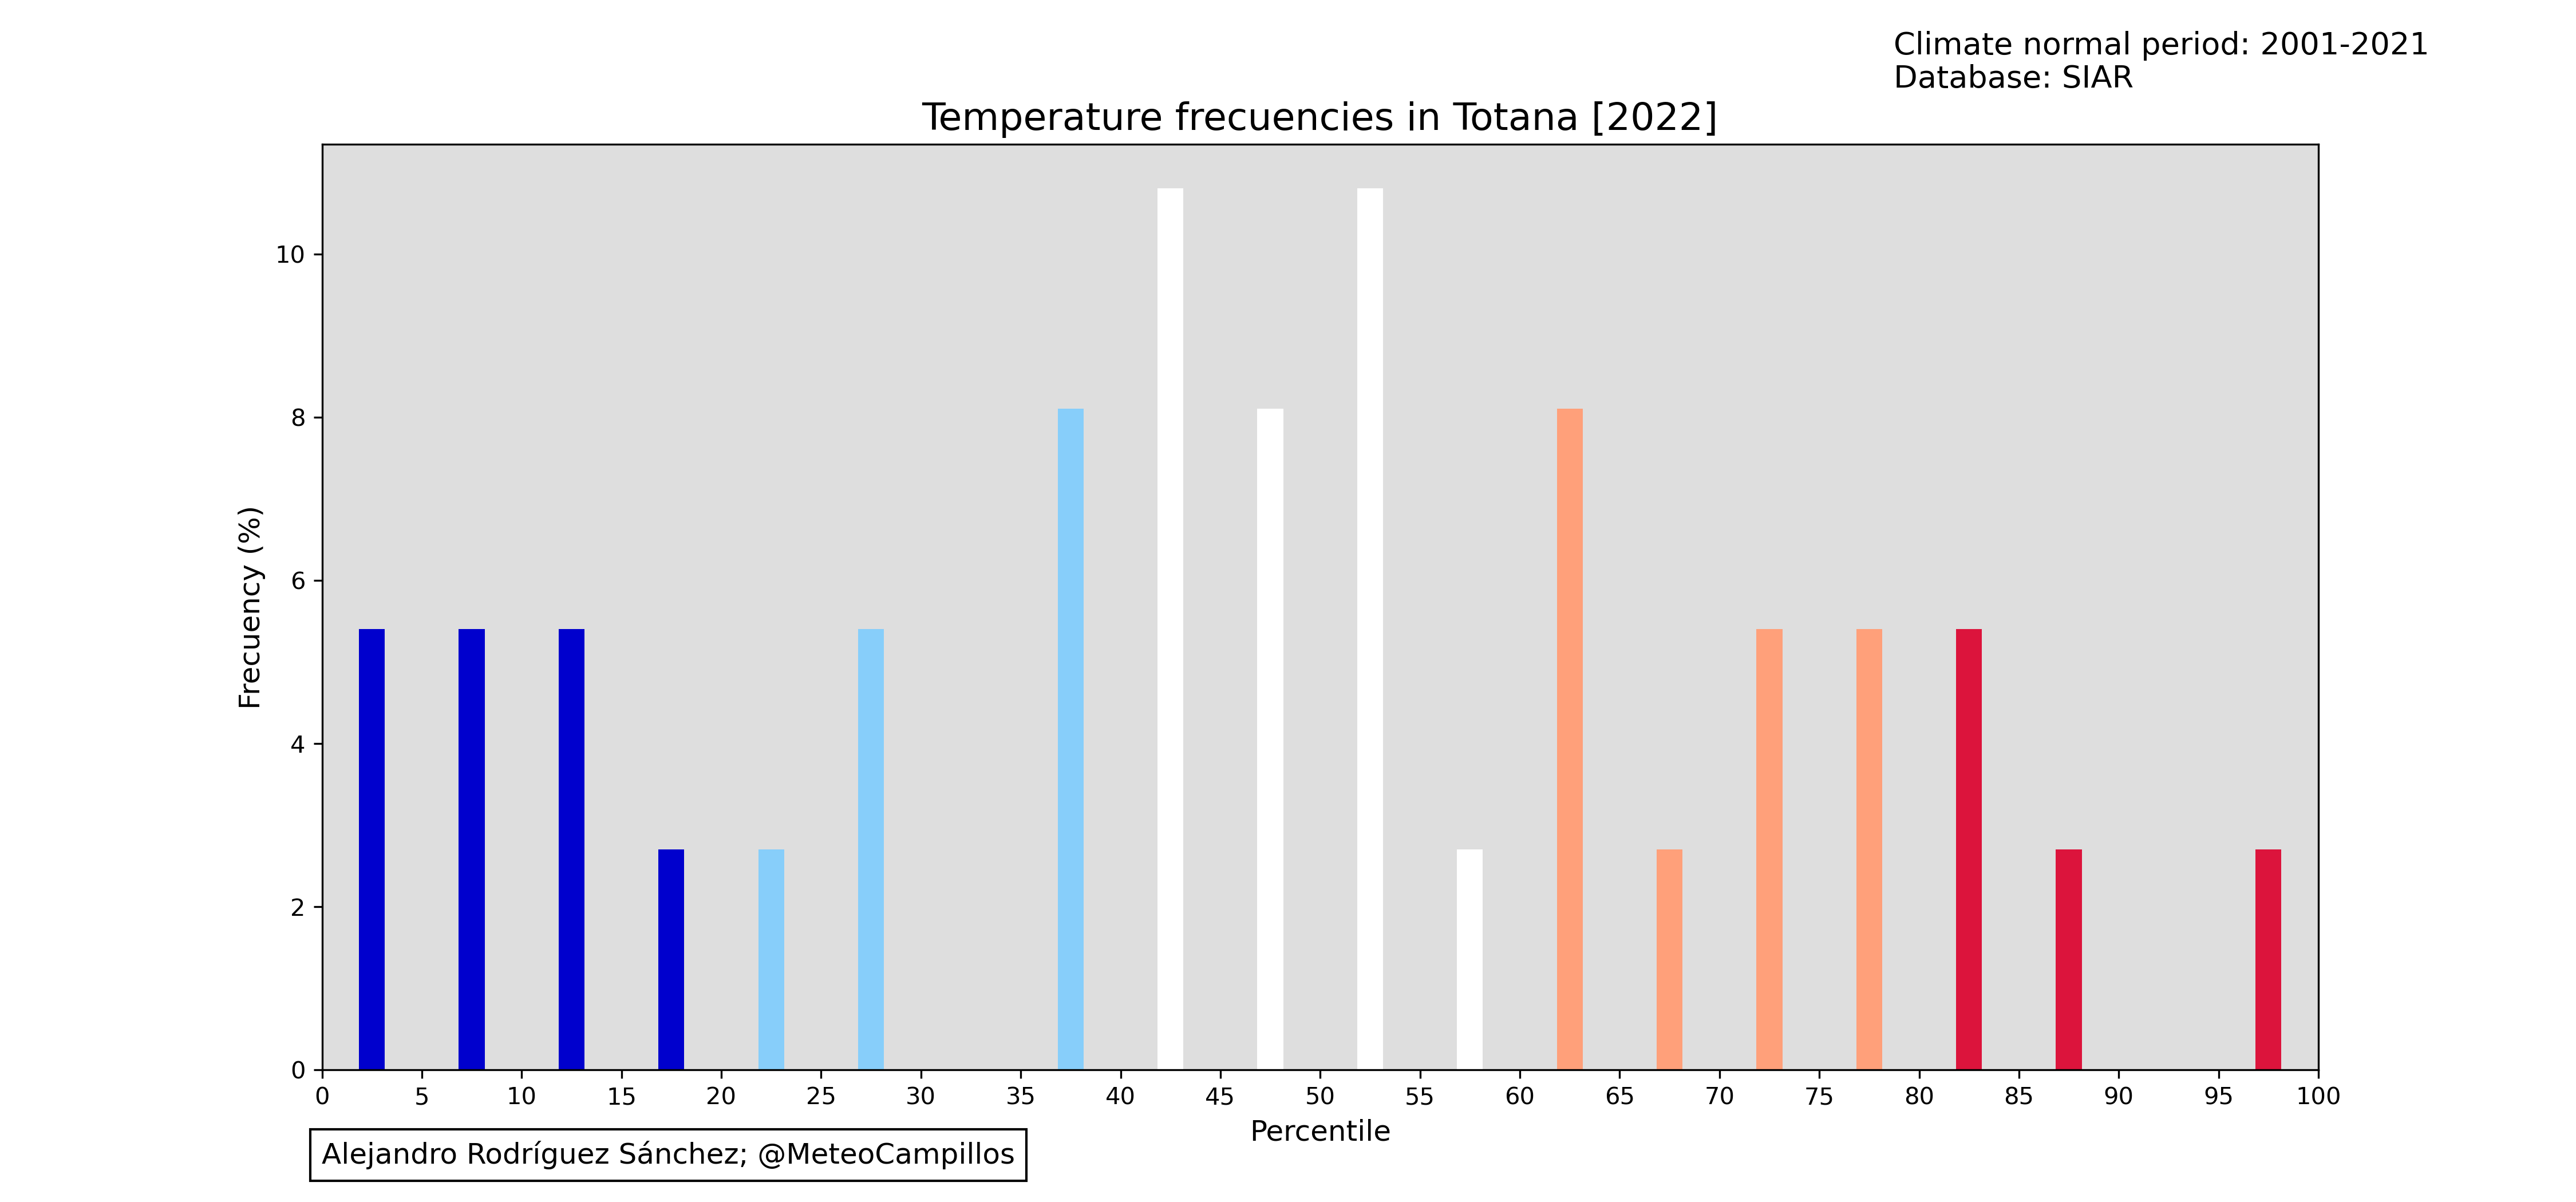 Climate normal period: 2001-2021
Database: SIAR
Temperature frecuencies in Totana [2022]
Frecuency (%)
10
8
6
4
2
0
0 5 10 15 20 25 30 35 40 45 50 55 60 65 70 75 80 85 90 95 100
Percentile
Alejandro Rodríguez Sánchez; @MeteoCampillos